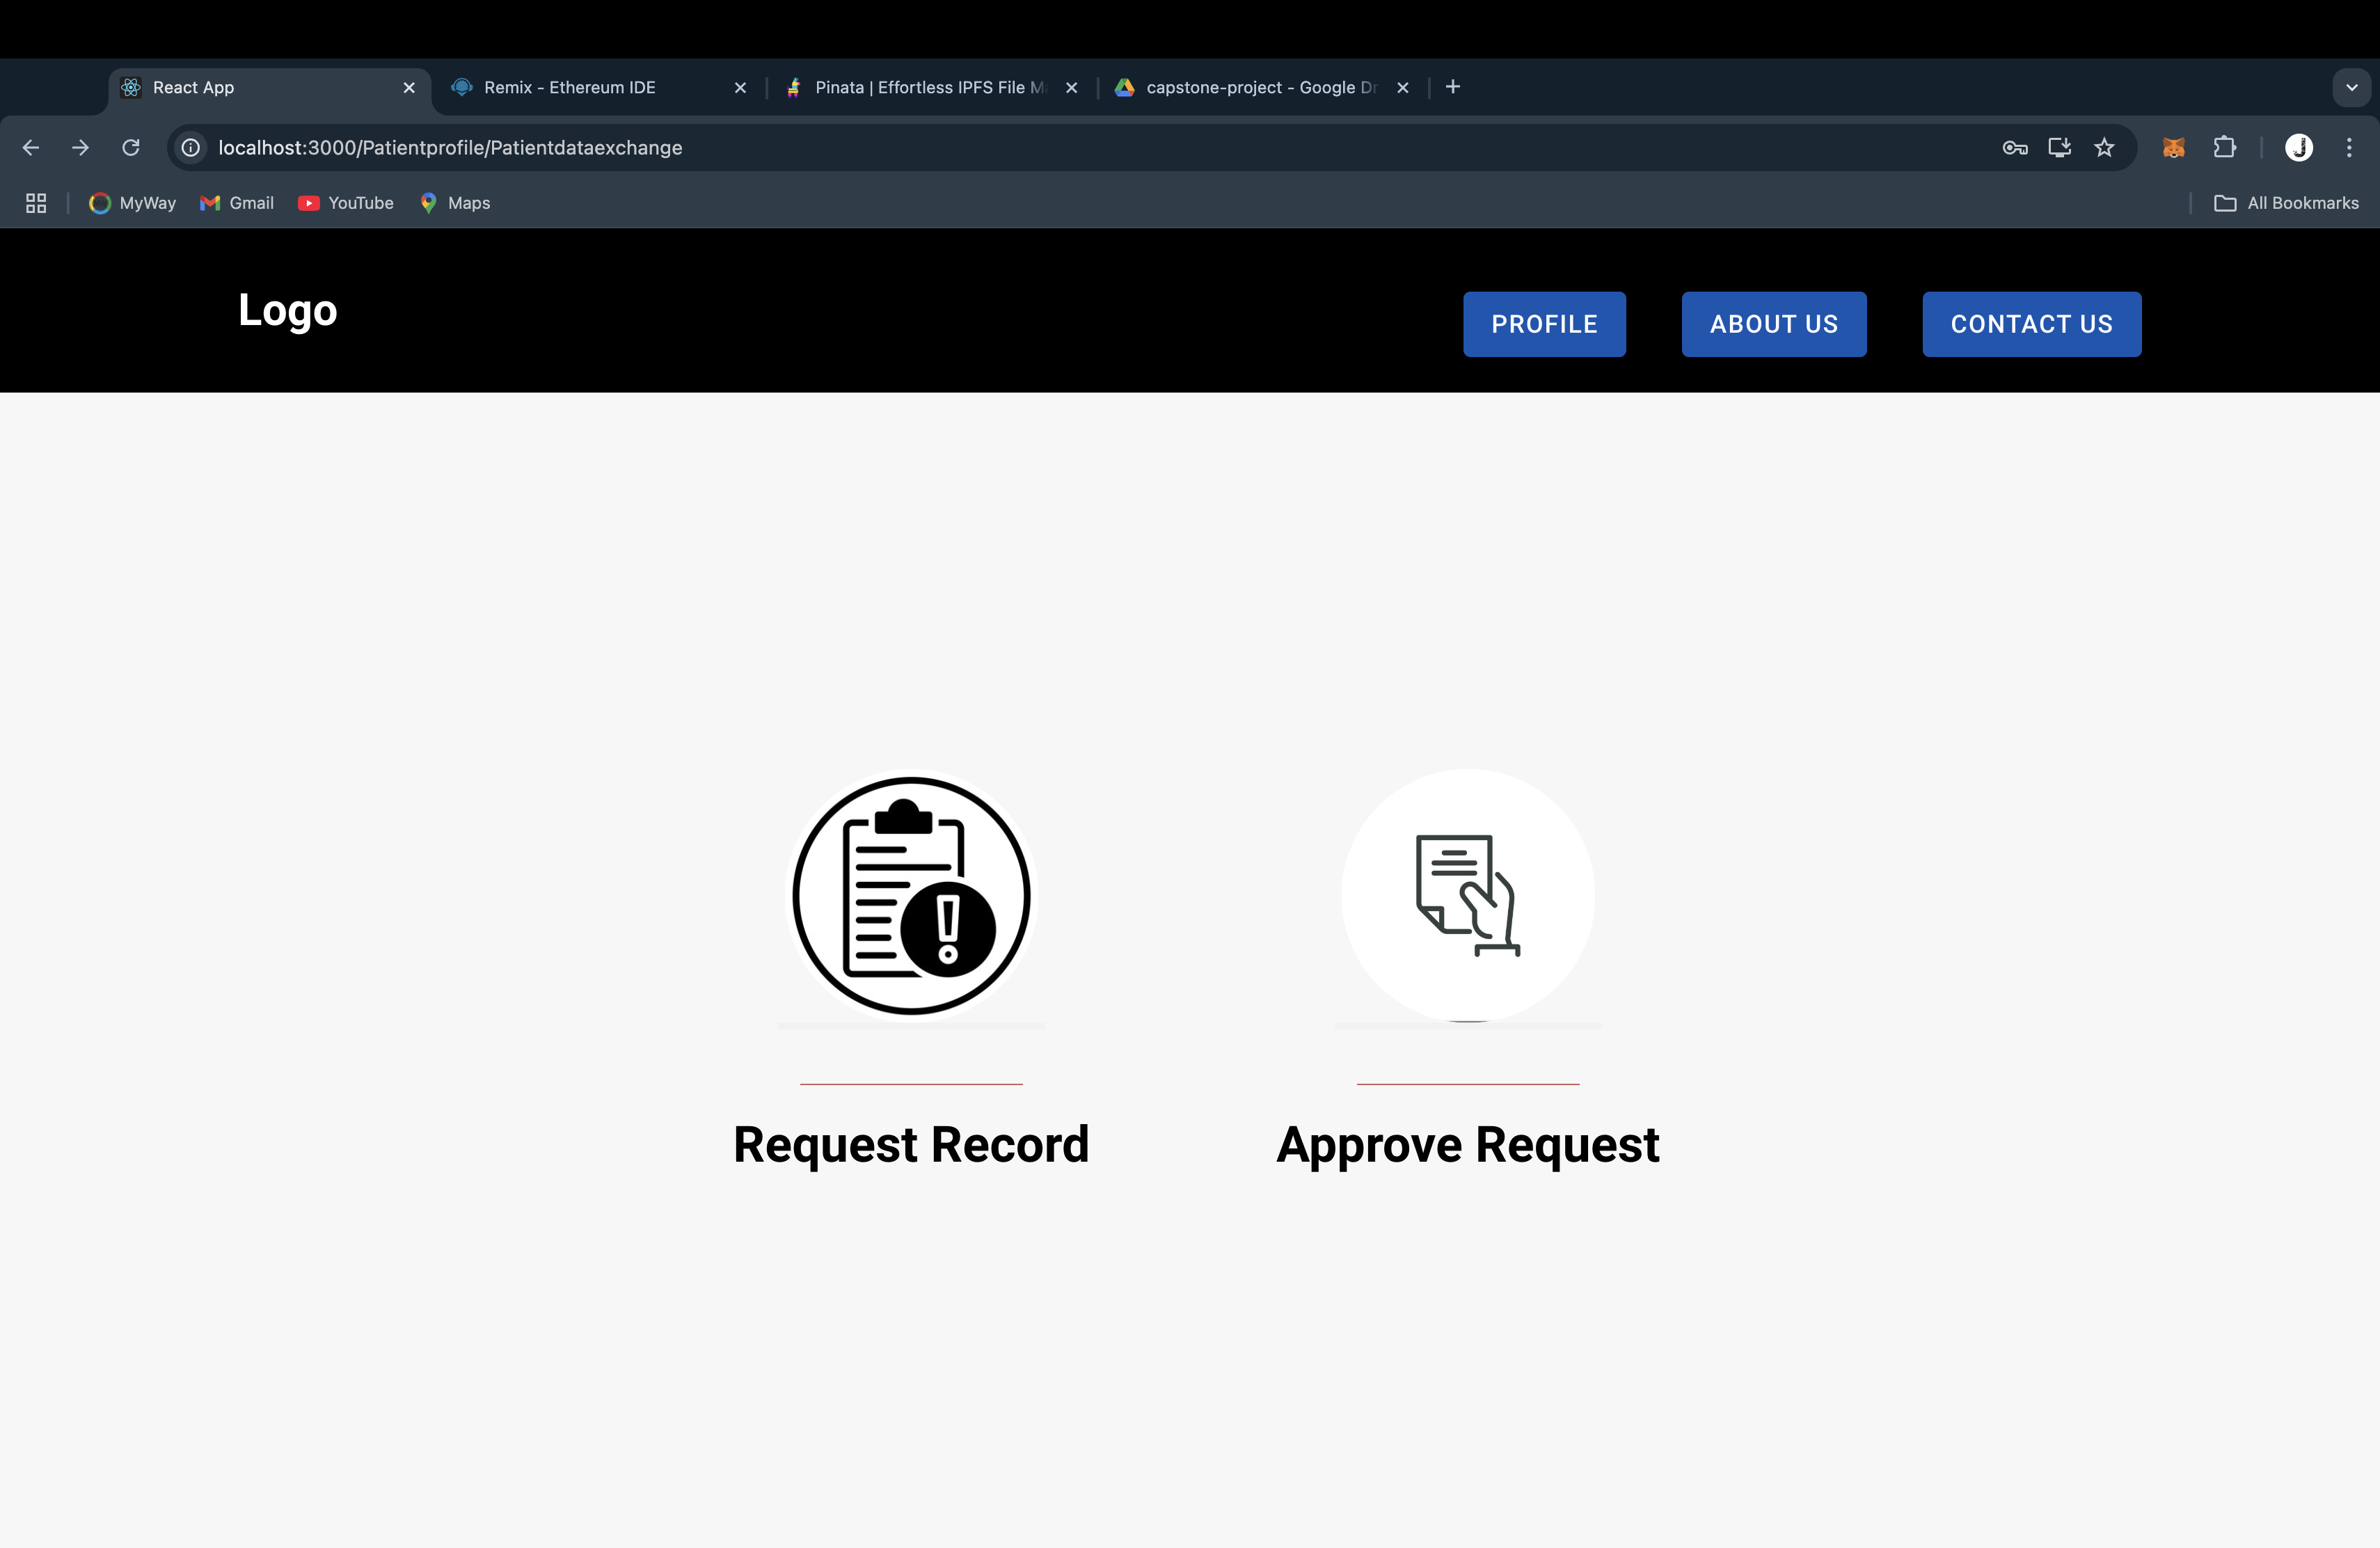 React App
Remix - Ethereum IDE
Pinata | Effortless IPFS File M
capstone-project - Google Dr
localhost:3000/Patientprofile/Patientdataexchange
MyWay
Gmail
YouTube
Maps
All Bookmarks
Logo
PROFILE
ABOUT US
CONTACT US
Request Record
Approve Request